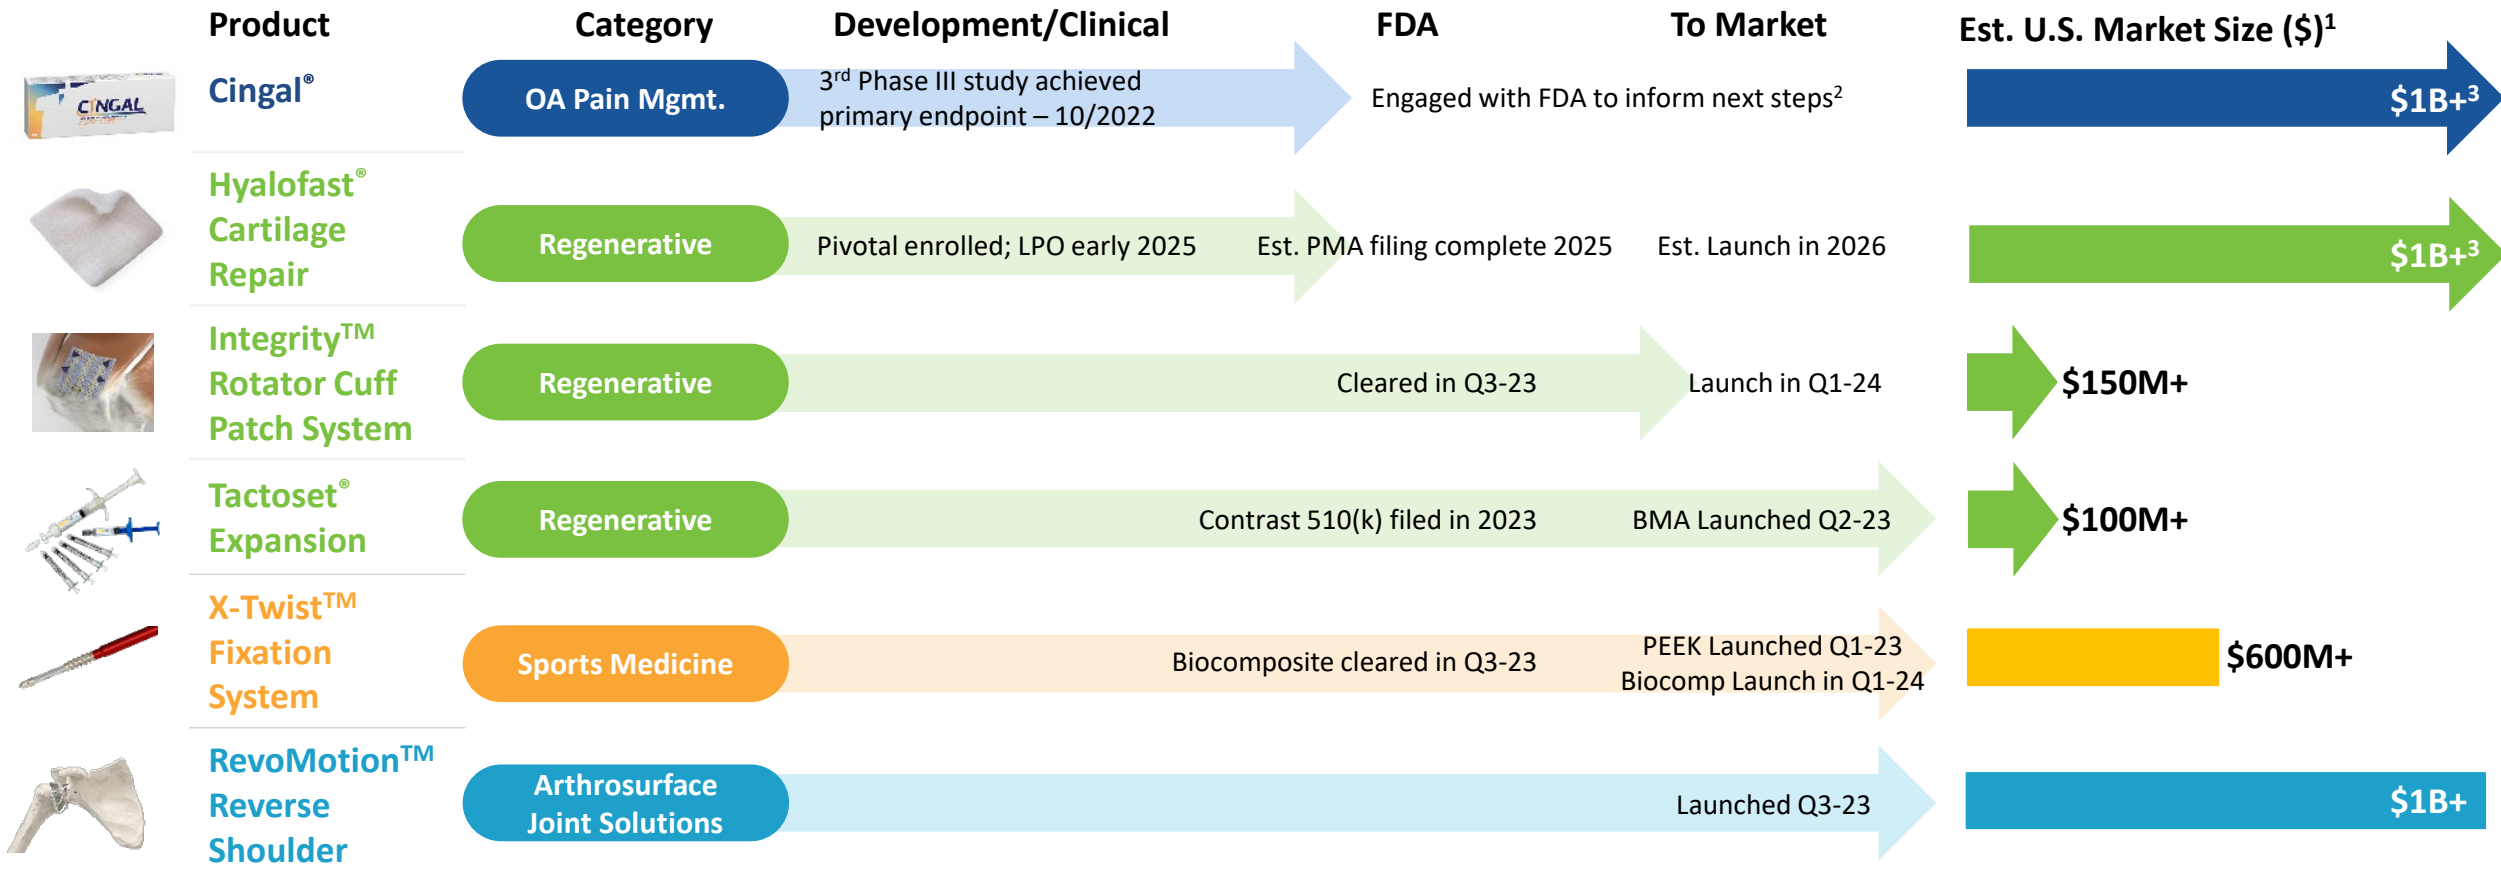 Product Category Development/Clinical FDA To Market Est. U.S. Market Size ($)¹
CINGAL
Cingal®
OA Pain Mgmt.
3rd Phase III study achieved
primary endpoint – 10/2022
Engaged with FDA to inform next steps²
$1B+³
Hyalofast®
Cartilage
Repair
Regenerative
Pivotal enrolled; LPO early 2025
Est. PMA filing complete 2025
Est. Launch in 2026
$1B+³
Integrity™
Rotator Cuff
Patch System
Regenerative
Cleared in Q3-23
Launch in Q1-24
$150M+
Tactoset®
Expansion
Regenerative
Contrast 510(k) filed in 2023
BMA Launched Q2-23
$100M+
X-Twist™
Fixation
System
Sports Medicine
Biocomposite cleared in Q3-23
PEEK Launched Q1-23
Biocomp Launch in Q1-24
$600M+
RevoMotion™
Reverse
Shoulder
Arthrosurface
Joint Solutions
Launched Q3-23
$1B+